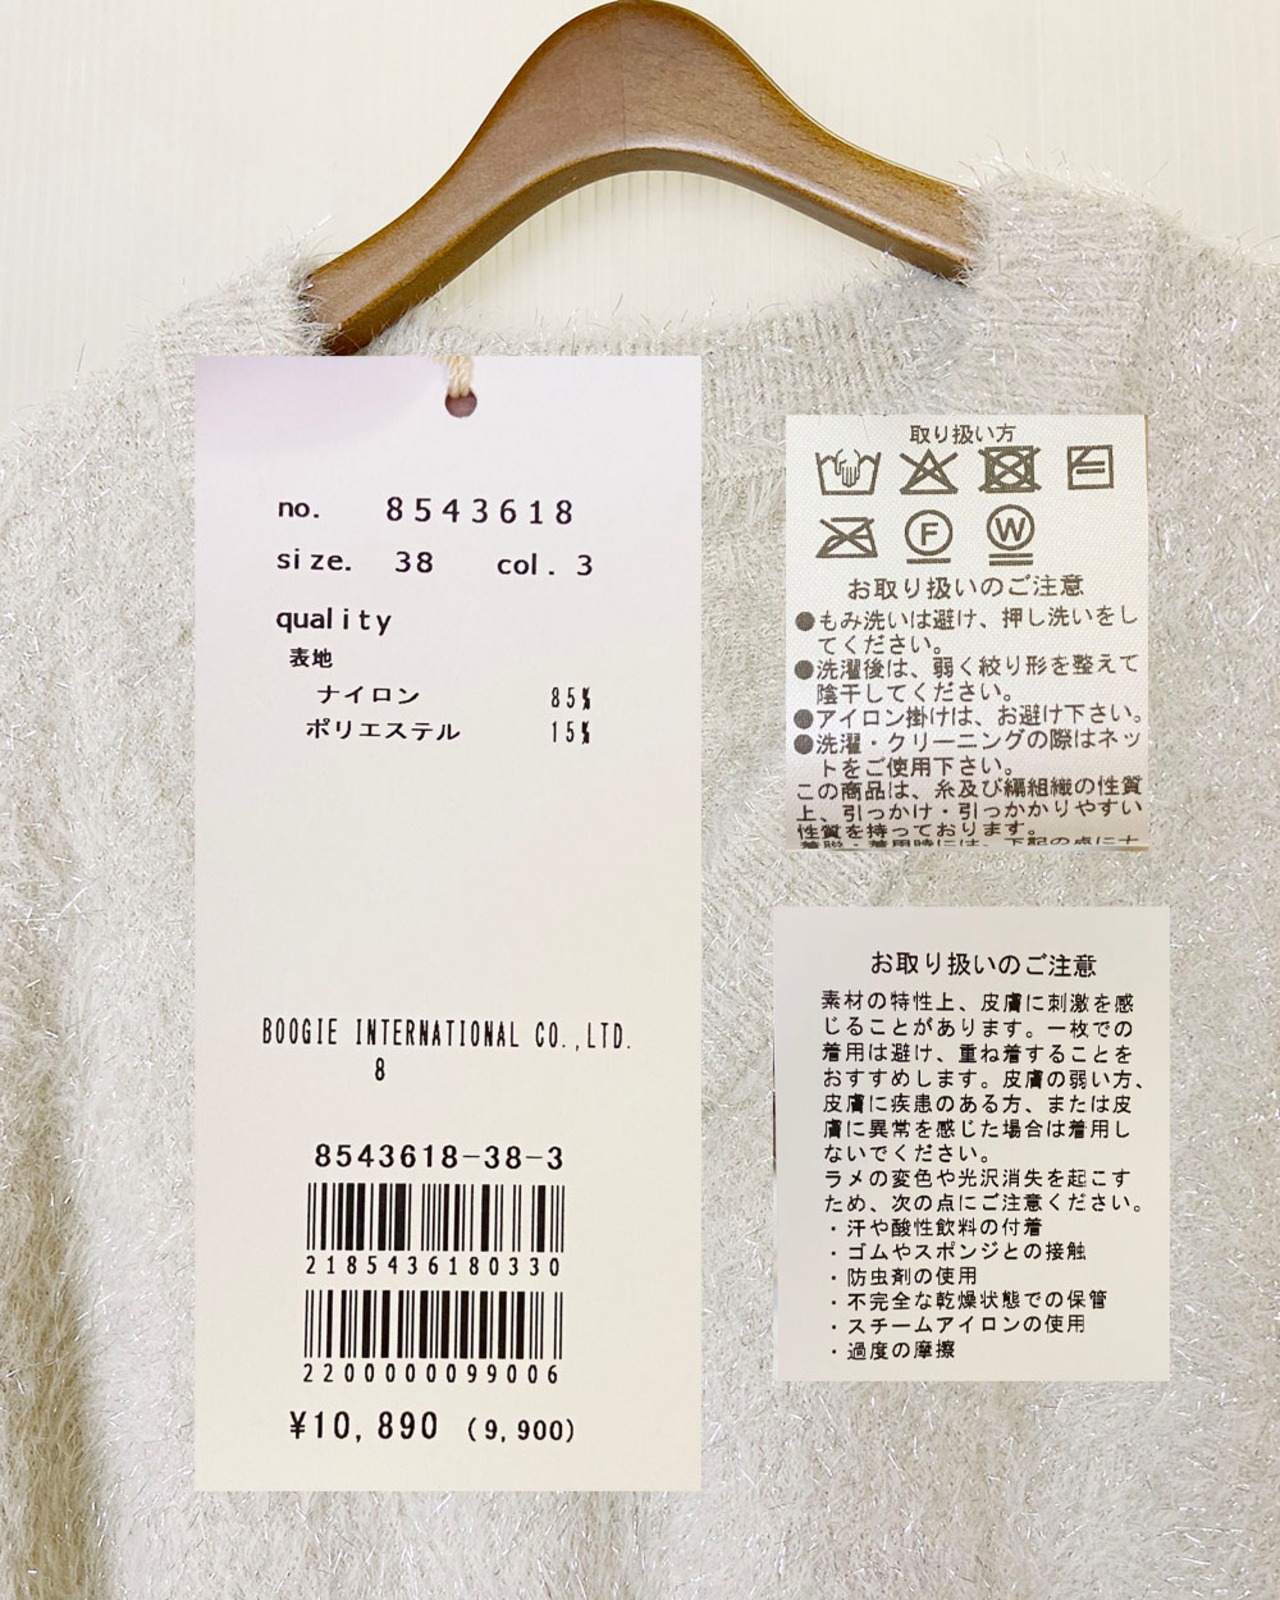 no. 8543618
size. 38 col. 3
quality
表地
ナイロン 85%
ポリエステル 15%
BOOGIE INTERNATIONAL CO.,LTD.
8
8543618-38-3
2185436180330
2200000099006
¥10,890 (9,900)
取り扱い方
F W
お取り扱いのご注意
●もみ洗いは避け、押し洗いをし
てください。
●洗濯後は、弱く絞り形を整えて
陰干してください。
●アイロン掛けは、お避け下さい。
●洗濯・クリーニングの際はネッ
トをご使用下さい。
この商品は、糸及び編組織の性質
上、引っかけ・引っかかりやすい
性質を持っております。
お取り扱いのご注意
素材の特性上、皮膚に刺激を感
じることがあります。一枚での
着用は避け、重ね着することを
おすすめします。皮膚の弱い方、
皮膚に疾患のある方、または皮
膚に異常を感じた場合は着用し
ないでください。
ラメの変色や光沢消失を起こす
ため、次の点にご注意ください。
・汗や酸性飲料の付着
・ゴムやスポンジとの接触
・防虫剤の使用
・不完全な乾燥状態での保管
・スチームアイロンの使用
・過度の摩擦